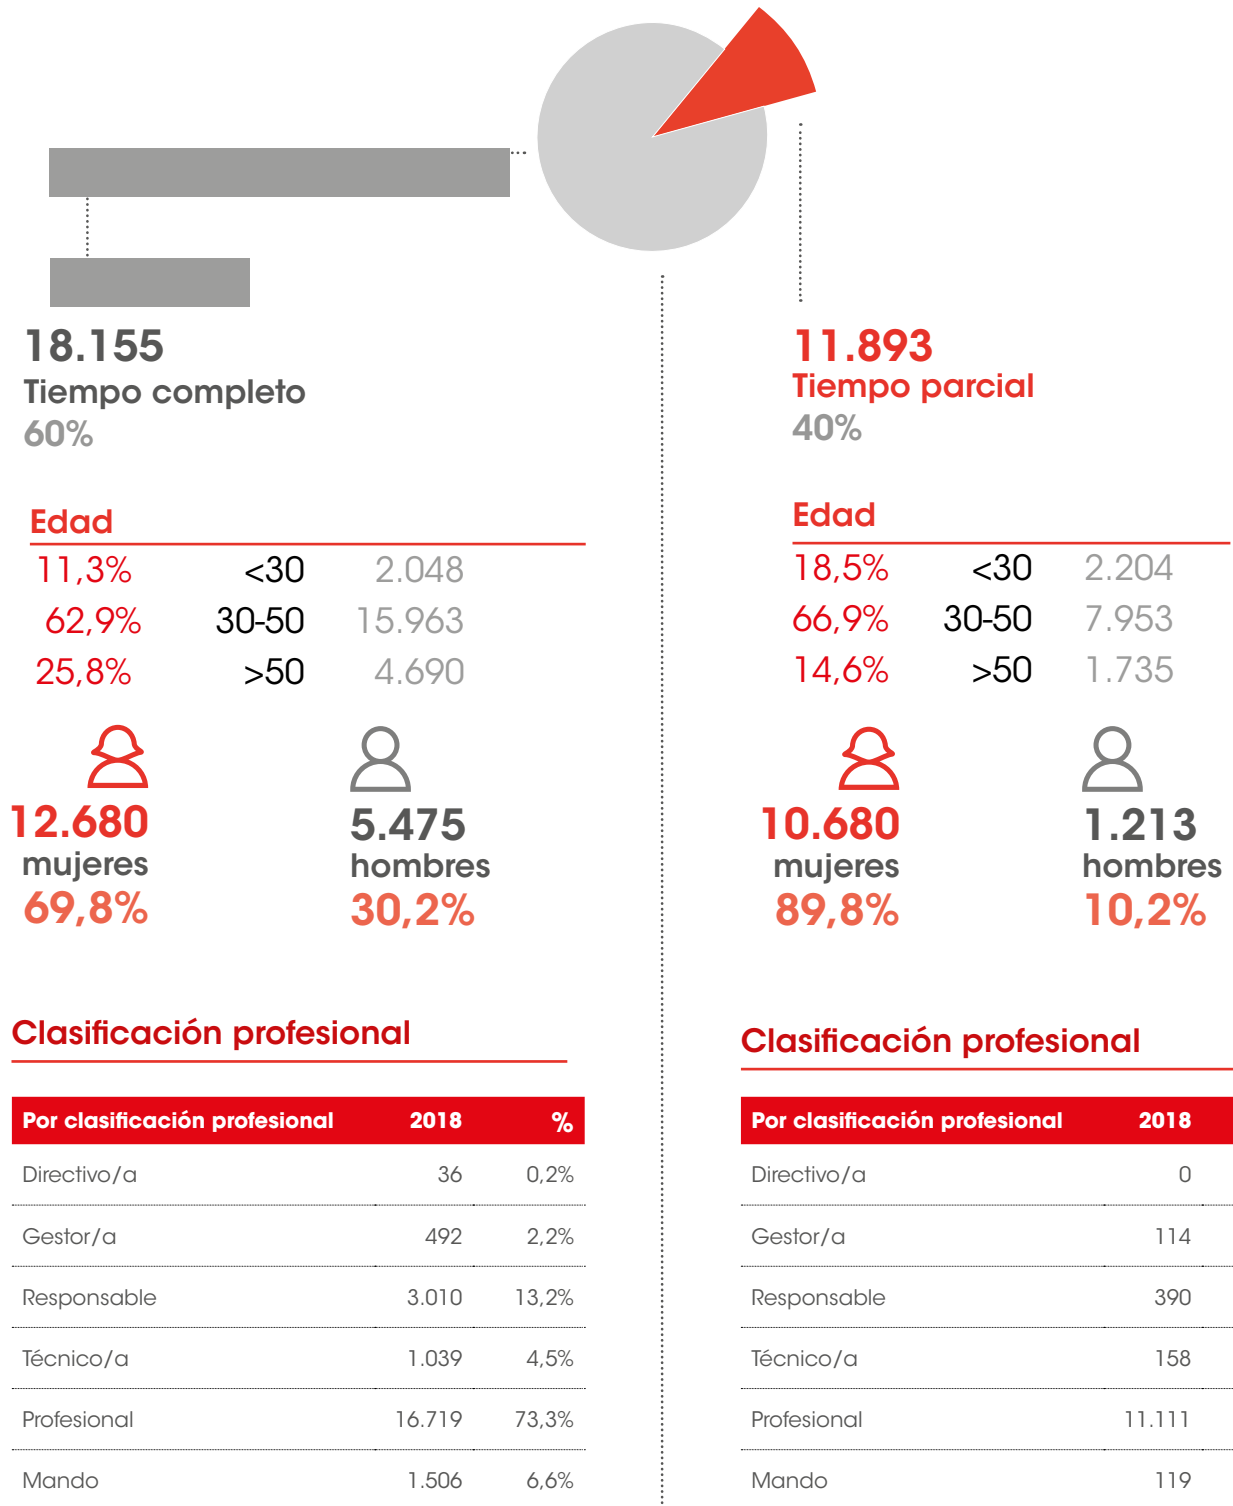 18.155
Tiempo completo
60%
Edad
11,3% <30 2.048
62,9% 30-50 15.963
25,8% >50 4.690
12.680 5.475
mujeres hombres
69,8% 30,2%
Clasificación profesional
Por clasificación profesional 2018 %
Directivo/a 36 0,2%
Gestor/a 492 2,2%
Responsable 3.010 13,2%
Técnico/a 1.039 4,5%
Profesional 16.719 73,3%
Mando 1.506 6,6%
11.893
Tiempo parcial
40%
Edad
18,5% <30 2.204
66,9% 30-50 7.953
14,6% >50 1.735
10.680 1.213
mujeres hombres
89,8% 10,2%
Clasificación profesional
Por clasificación profesional 2018
Directivo/a 0
Gestor/a 114
Responsable 390
Técnico/a 158
Profesional 11.111
Mando 119